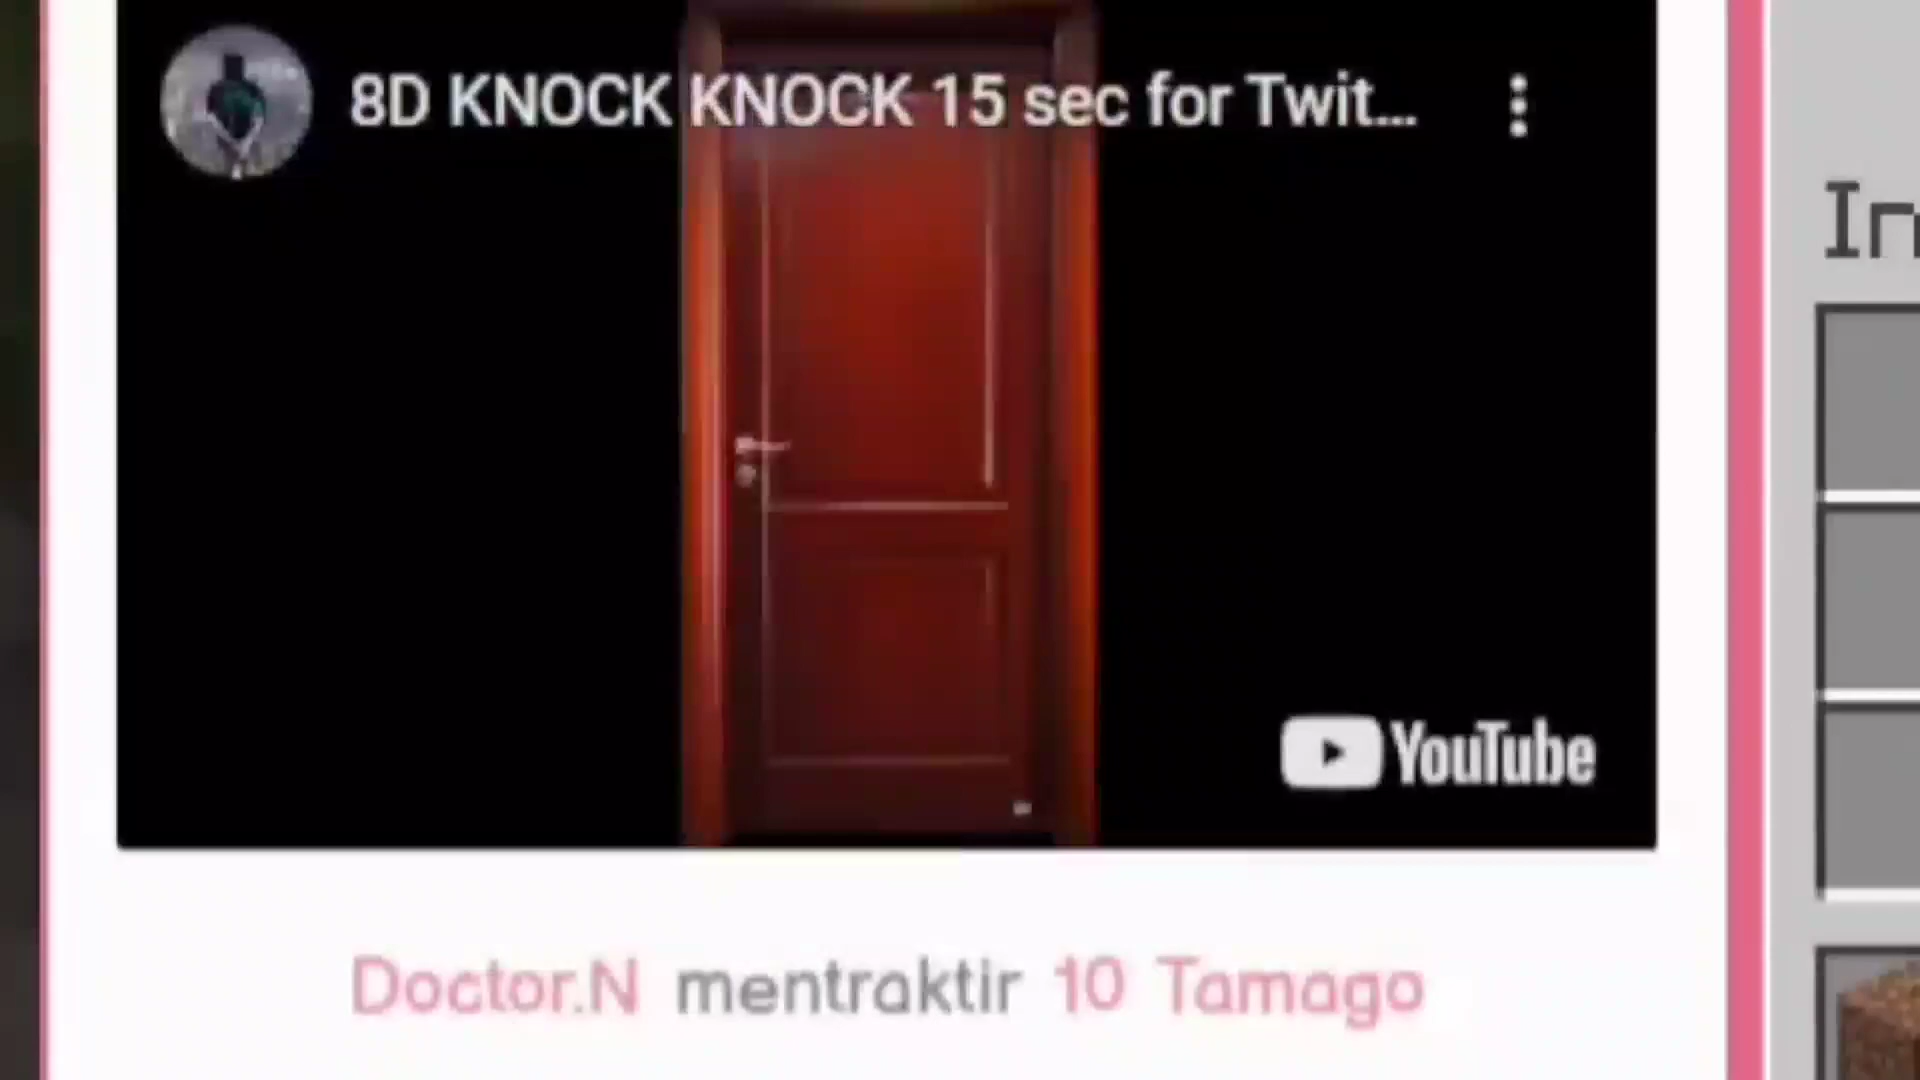 8D KNOCK KNOCK 15 sec for Twit...
YouTube
Doctor.N mentraktir 10 Tamago